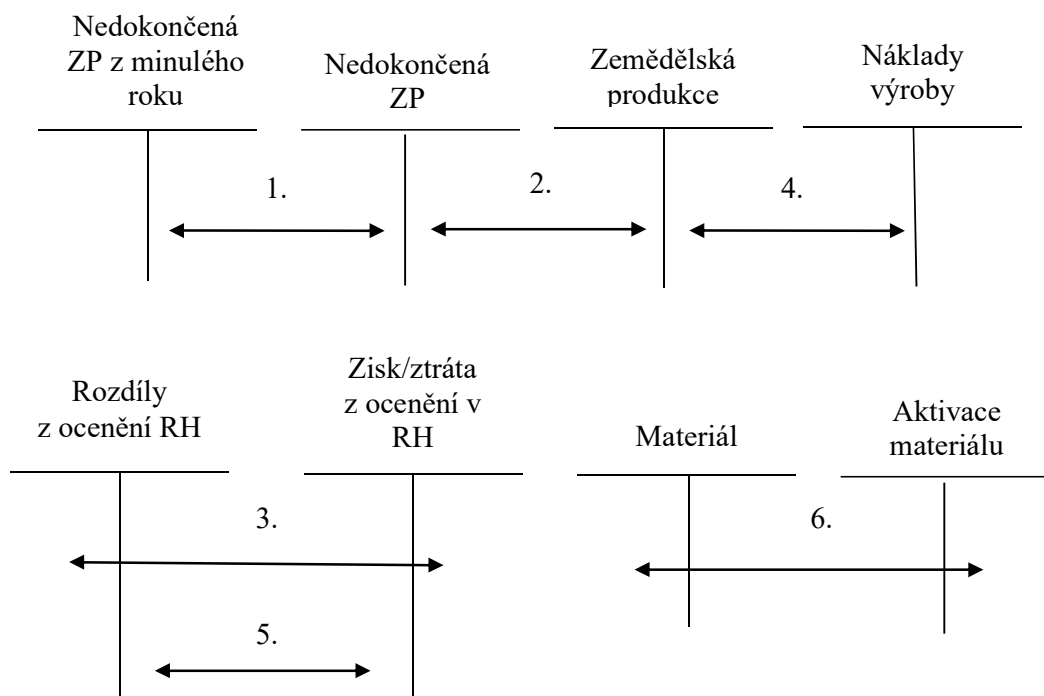 Nedokončená
ZP z minulého
roku
Nedokončená
ZP
Zemědělská
produkce
Náklady
výroby
1.
2.
4.
Rozdíly
z ocenění RH
Zisk/ztráta
z ocenění v
RH
Materiál
Aktivace
materiálu
3.
6.
5.